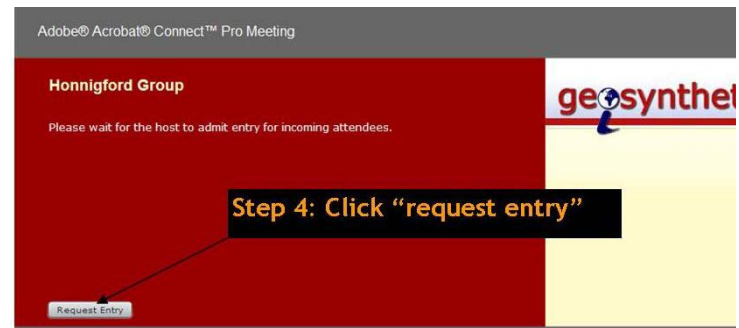 Adobe® Acrobat® Connect™ Pro Meeting
Honnigford Group
geosynthet
Please wait for the host to admit entry for incoming attendees.
Step 4: Click “request entry”
Request Entry